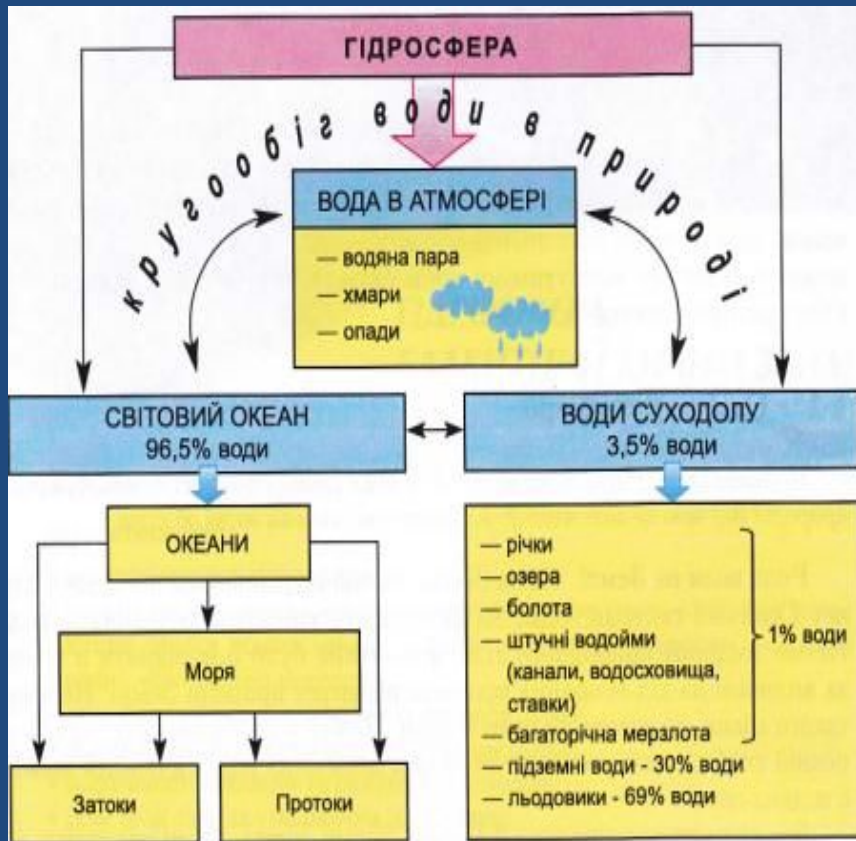 ГІДРОСФЕРА
кругообіг води в природі
ВОДА В АТМОСФЕРІ
— водяна пара
— хмари
— опади
СВІТОВИЙ ОКЕАН
96,5% води
ВОДИ СУХОДОЛУ
3,5% води
ОКЕАНИ
Моря
Затоки
Протоки
— річки
— озера
— болота
— штучні водойми
(канали, водосховища,
ставки)
— багаторічна мерзлота
1% води
— підземні води - 30% води
— льодовики - 69% води